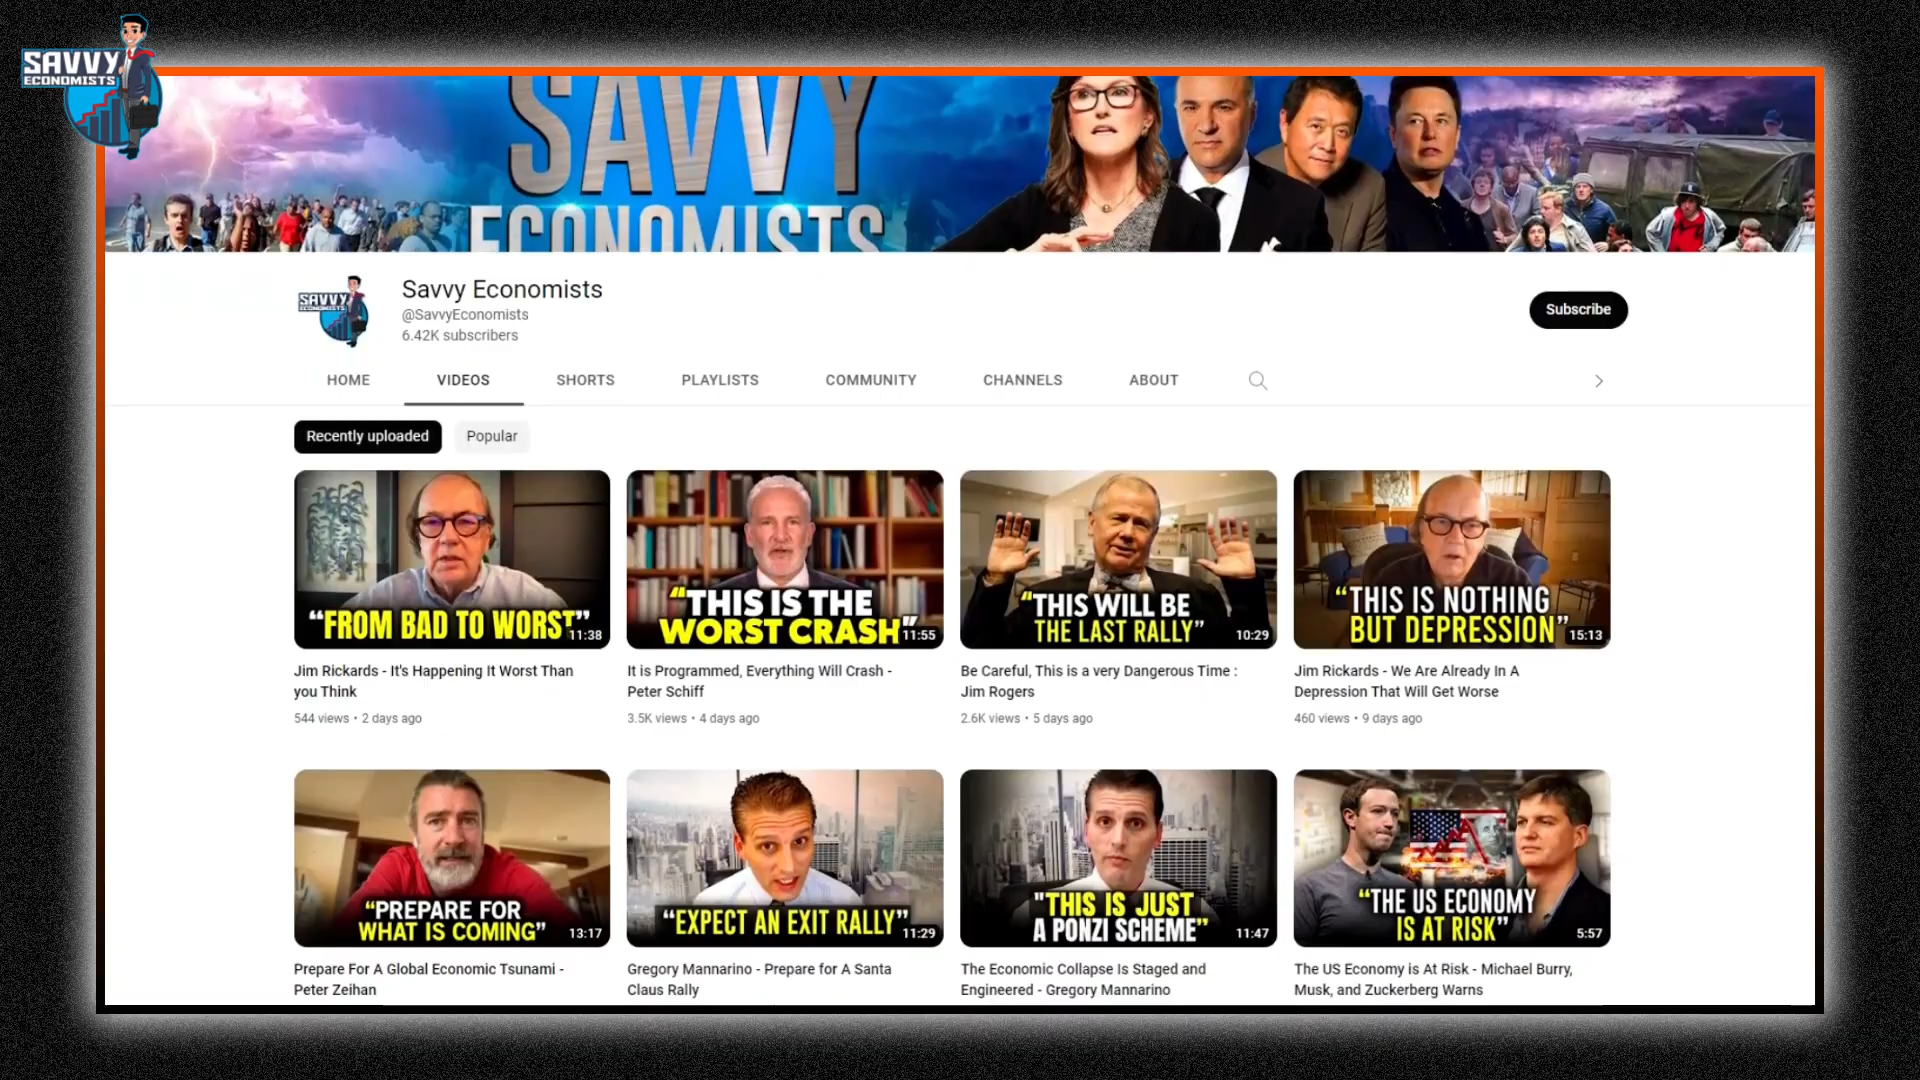 SAVVY
ECONOMISTS
SAVVY
ECONOMISTS
SAVVY
ECONOMISTS
Savvy Economists
@SavvyEconomists
6.42K subscribers
Subscribe
HOME VIDEOS SHORTS PLAYLISTS COMMUNITY CHANNELS ABOUT
Recently uploaded Popular
“FROM BAD TO WORST”
11:38
Jim Rickards - It's Happening It Worst Than
you Think
544 views • 2 days ago
“THIS IS THE
WORST CRASH”
11:55
It is Programmed, Everything Will Crash -
Peter Schiff
3.5K views • 4 days ago
“THIS WILL BE
THE LAST RALLY”
10:29
Be Careful, This is a very Dangerous Time :
Jim Rogers
2.6K views • 5 days ago
“THIS IS NOTHING
BUT DEPRESSION”
15:13
Jim Rickards - We Are Already In A
Depression That Will Get Worse
460 views • 9 days ago
“PREPARE FOR
WHAT IS COMING”
13:17
Prepare For A Global Economic Tsunami -
Peter Zeihan
“EXPECT AN EXIT RALLY”
11:29
Gregory Mannarino - Prepare for A Santa
Claus Rally
"THIS IS JUST
A PONZI SCHEME”
11:47
The Economic Collapse Is Staged and
Engineered - Gregory Mannarino
“THE US ECONOMY
IS AT RISK”
5:57
The US Economy is At Risk - Michael Burry,
Musk, and Zuckerberg Warns